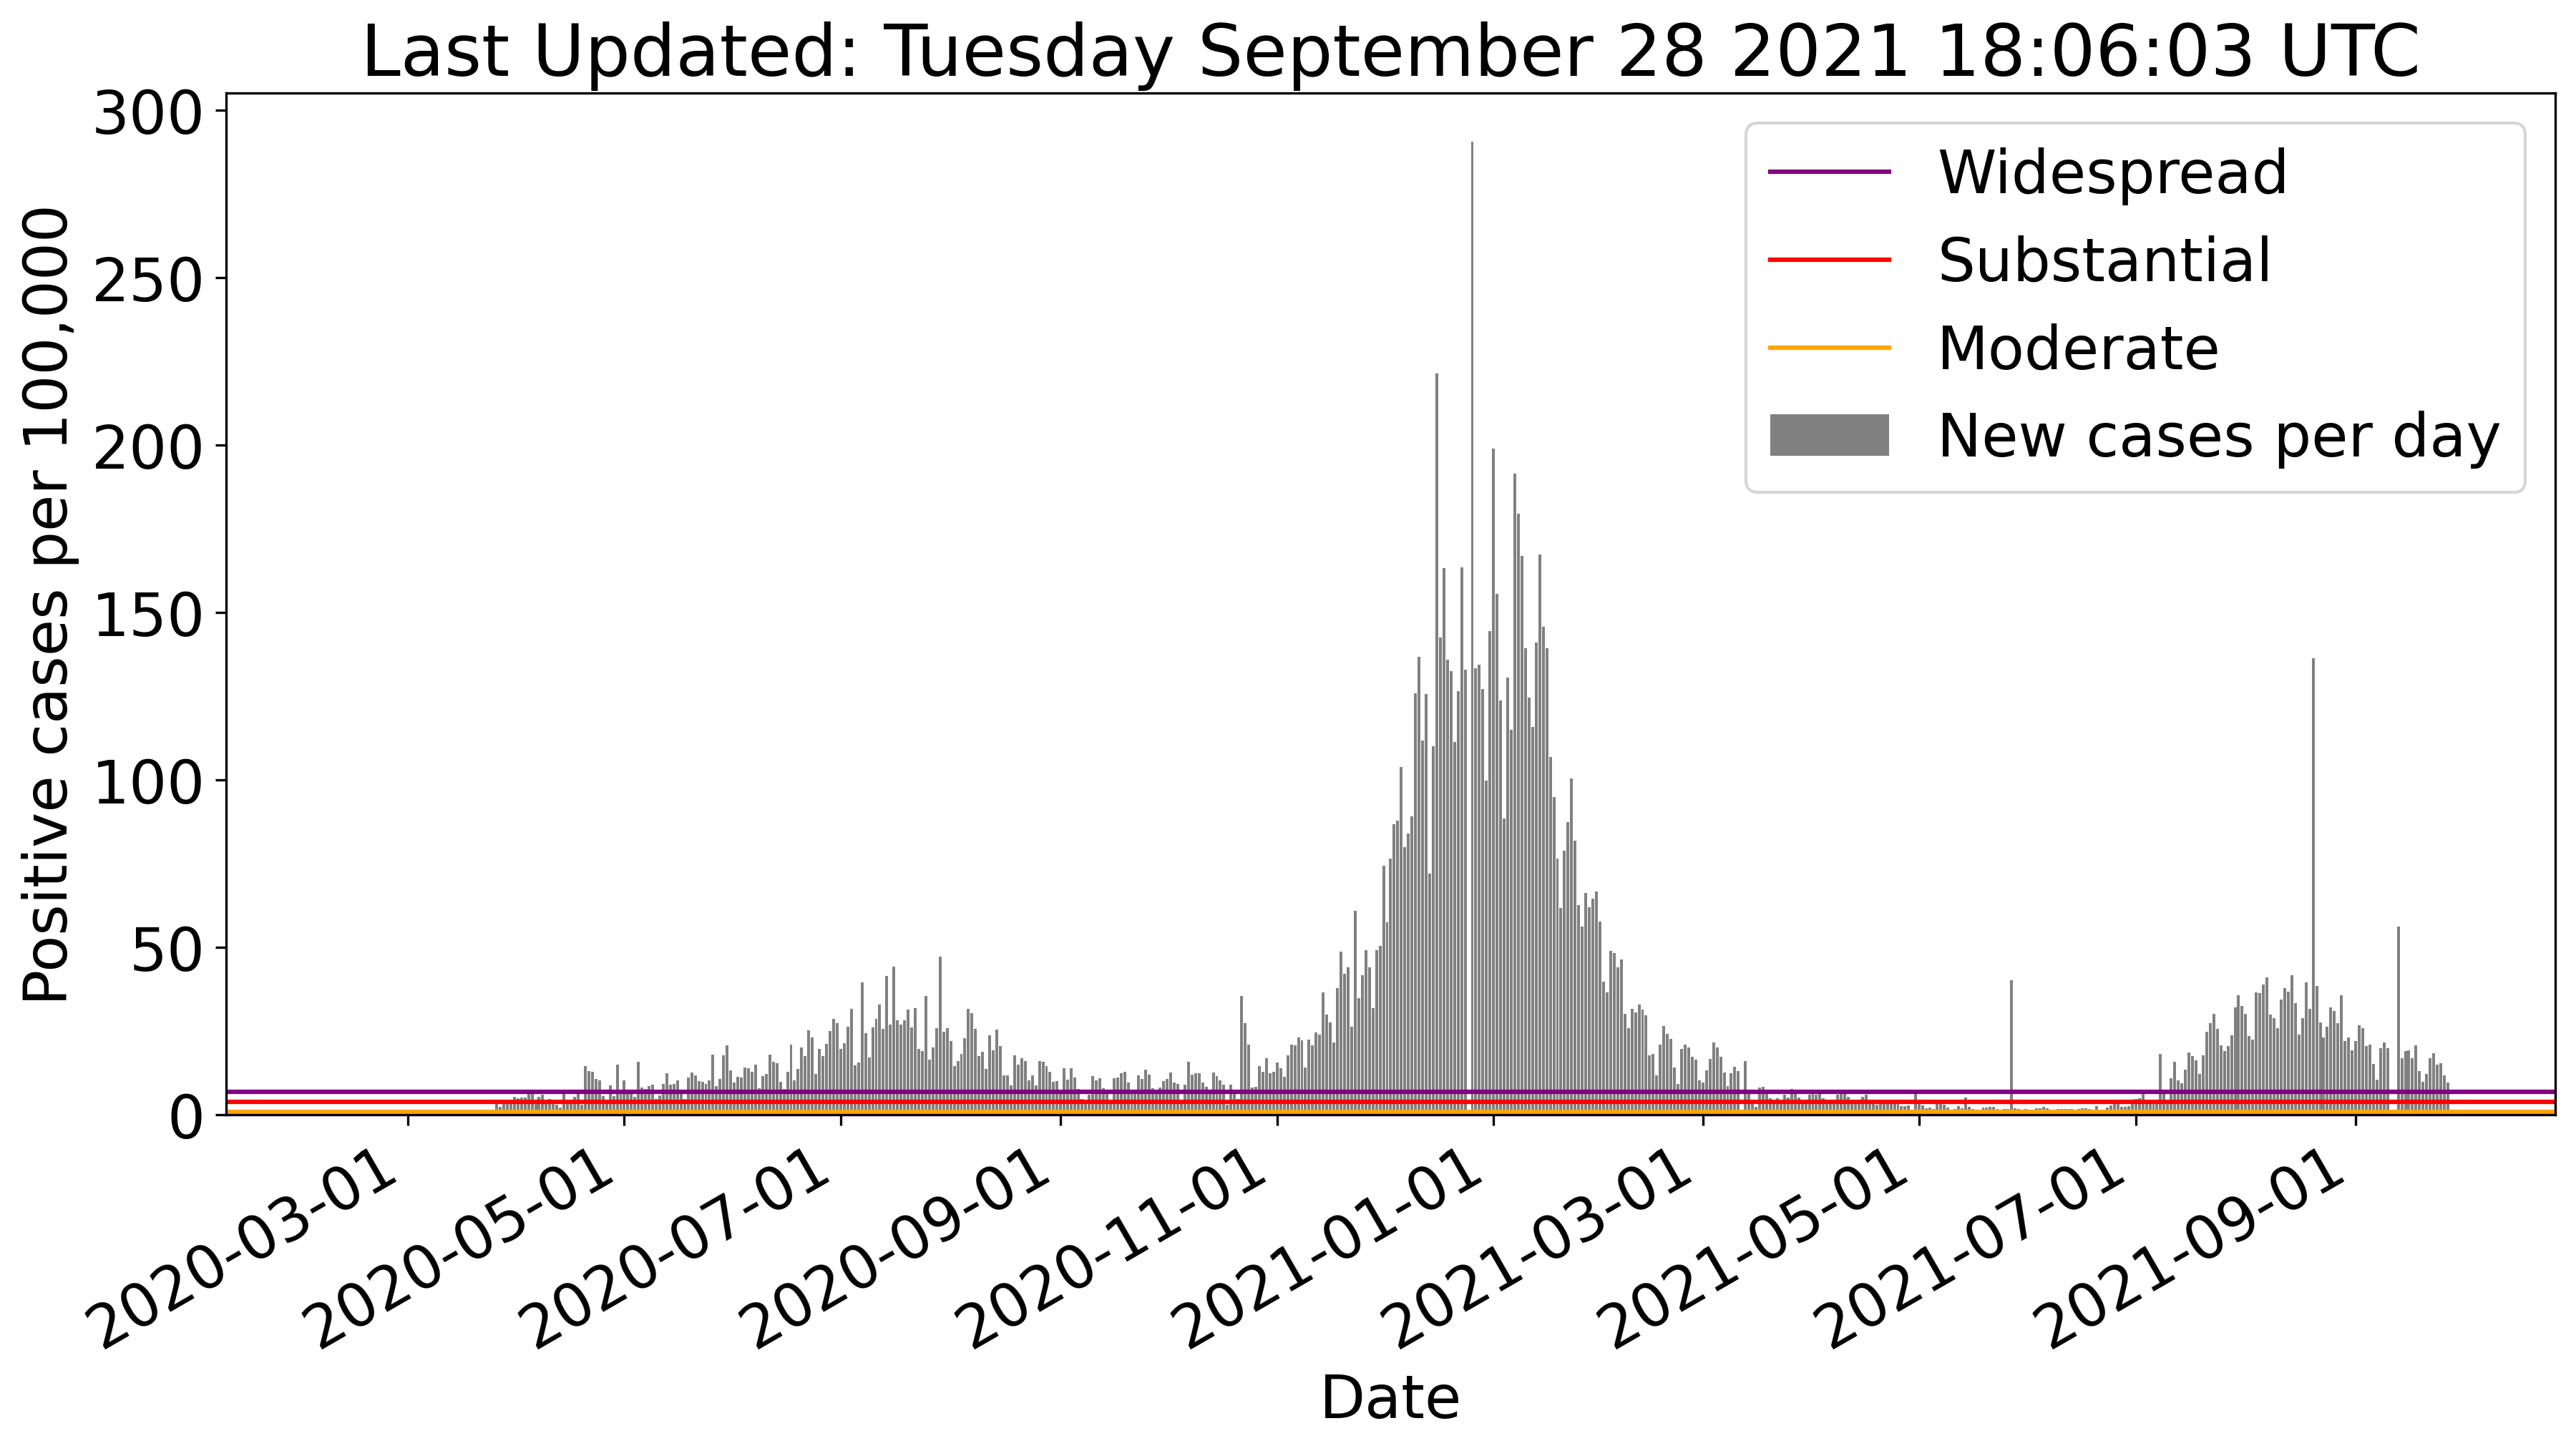 Last Updated: Tuesday September 28 2021 18:06:03 UTC
300
250
200
150
100
50
0
Positive cases per 100,000
Widespread
Substantial
Moderate
New cases per day
2020-03-01
2020-05-01
2020-07-01
2020-09-01
2020-11-01
2021-01-01
2021-03-01
2021-05-01
2021-07-01
2021-09-01
Date